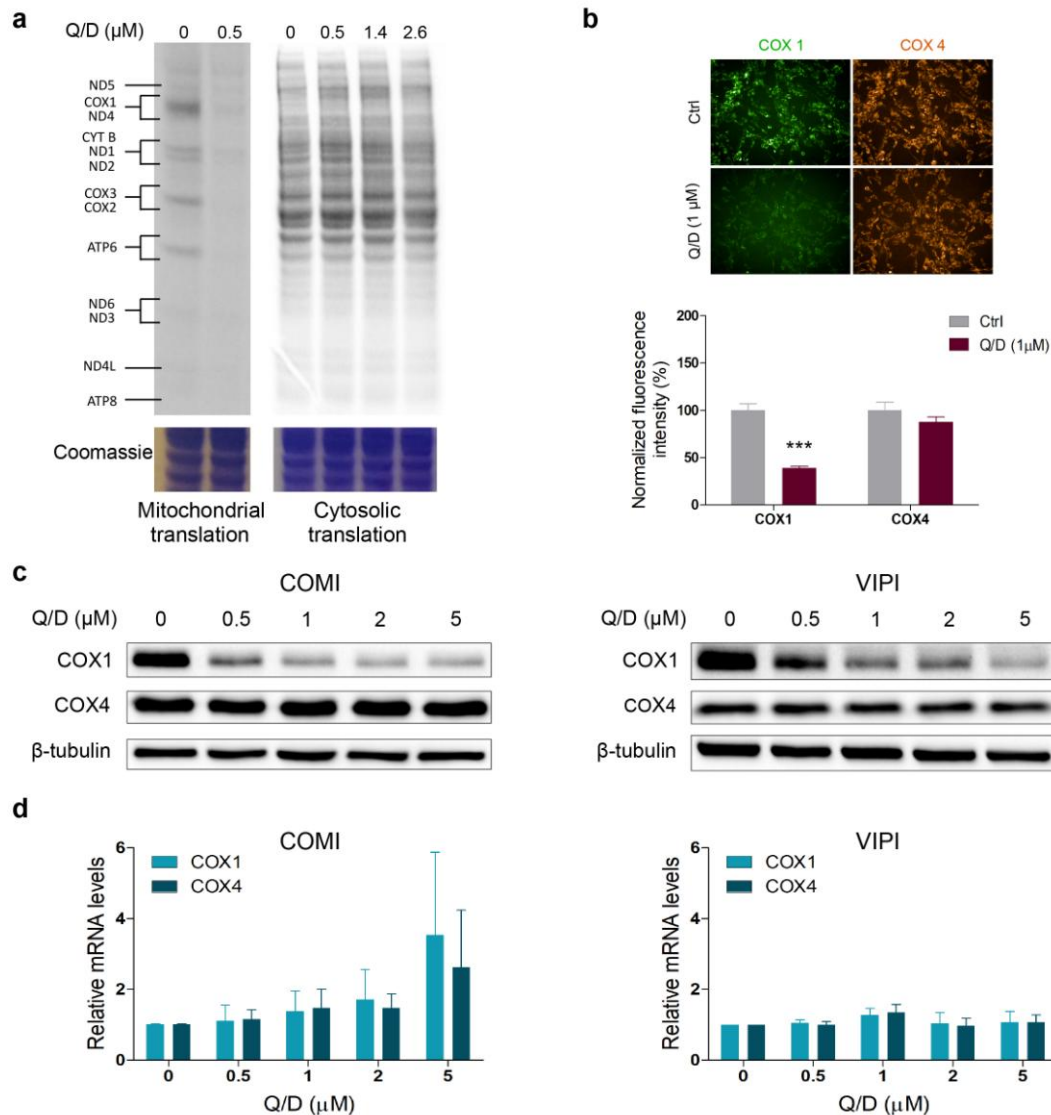 a
Q/D (µM) 0 0.5 0 0.5 1.4 2.6
ND5
COX1
ND4
CYT B
ND1
ND2
COX3
COX2
ATP6
ND6
ND3
ND4L
ATP8
Coomassie
Mitochondrial translation
Cytosolic translation
b
COX 1 COX 4
Ctrl
Q/D (1 µM)
Normalized fluorescence
intensity (%)
200
150
100
50
0
Ctrl
Q/D (1µM)
***
COX1 COX4
c
COMI
Q/D (µM) 0 0.5 1 2 5
COX1
COX4
β-tubulin
VIPI
Q/D (µM) 0 0.5 1 2 5
COX1
COX4
β-tubulin
d
COMI
Relative mRNA levels
6
4
2
0
COX1
COX4
0 0.5 1 2 5
Q/D (µM)
VIPI
Relative mRNA levels
6
4
2
0
COX1
COX4
0 0.5 1 2 5
Q/D (µM)